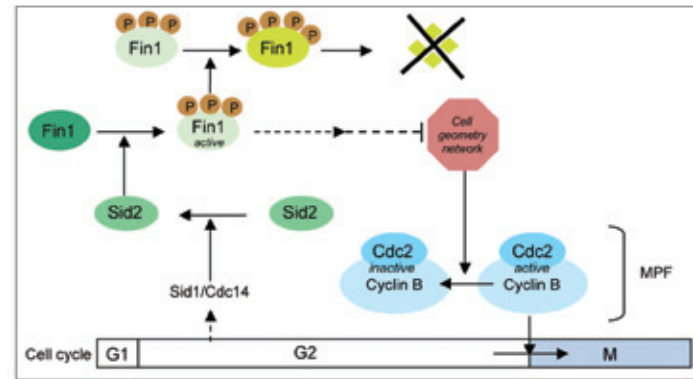 P P P
Fin1
P P P P
Fin1
Fin1
P P P
Fin1
active
Cell
geometry
network
Sid2
Sid2
Cdc2
inactive
Cyclin B
Cdc2
active
Cyclin B
MPF
Sid1/Cdc14
Cell cycle G1 G2 M